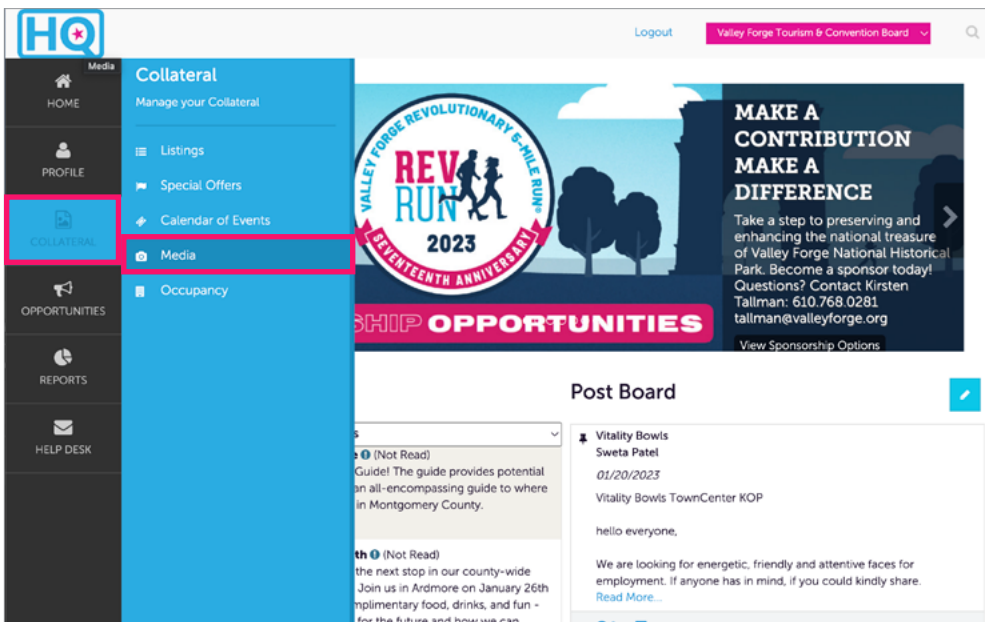 HQ
Logout
Valley Forge Tourism & Convention Board
Media
HOME
PROFILE
COLLATERAL
OPPORTUNITIES
REPORTS
HELP DESK
Collateral
Manage your Collateral
Listings
Special Offers
Calendar of Events
Media
Occupancy
VALLEY FORGE REVOLUTIONARY 5-MILE RUN®
REV
RUN
2023
SEVENTEENTH ANNIVERSARY
SHIP OPPORTUNITIES
MAKE A
CONTRIBUTION
MAKE A
DIFFERENCE
Take a step to preserving and
enhancing the national treasure
of Valley Forge National Historical
Park. Become a sponsor today!
Questions? Contact Kirsten
Tallman: 610.768.0281
tallman@valleyforge.org
View Sponsorship Options
(Not Read)
Guide! The guide provides potential
an all-encompassing guide to where
in Montgomery County.
(Not Read)
the next stop in our county-wide
Join us in Ardmore on January 26th
mplimentary food, drinks, and fun -
for the future and how we can
Post Board
Vitality Bowls
Sweta Patel
01/20/2023
Vitality Bowls TownCenter KOP
hello everyone,
We are looking for energetic, friendly and attentive faces for
employment. If anyone has in mind, if you could kindly share.
Read More...